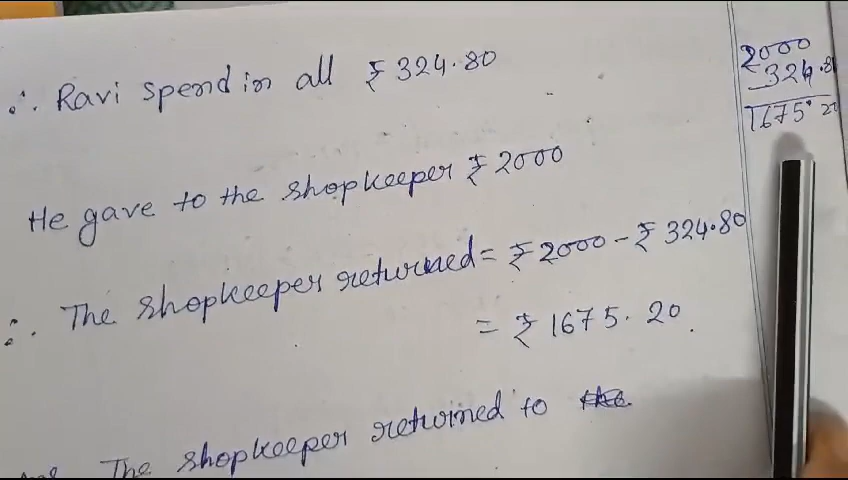 ∴. Ravi spend in all ₹ 324.80
He gave to the shopkeeper ₹ 2000
∴. The shopkeeper returned = ₹ 2000 - ₹ 324.80
= ₹ 1675.20.
The shopkeeper returned to the
2000
- 324.8
1675.2